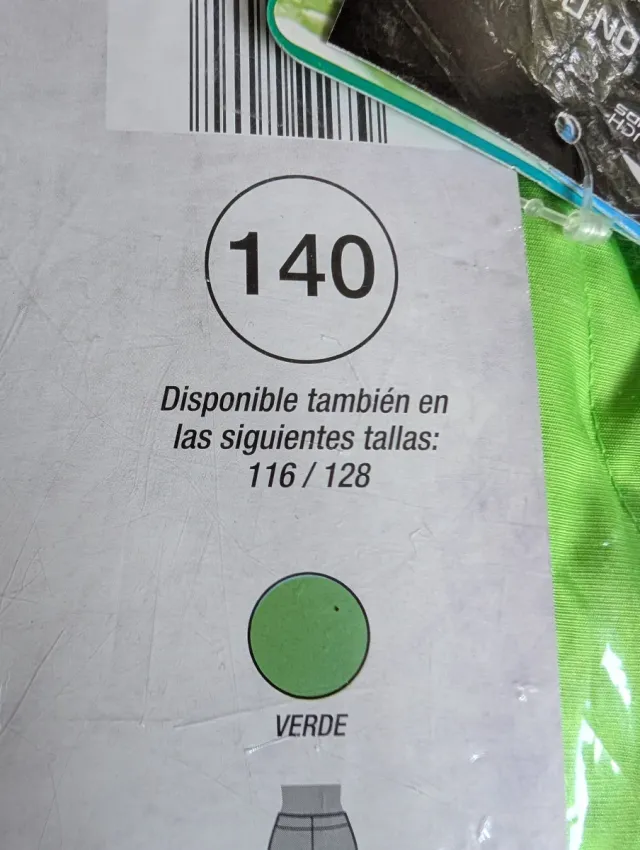 140
Disponible también en
las siguientes tallas:
116 / 128
VERDE